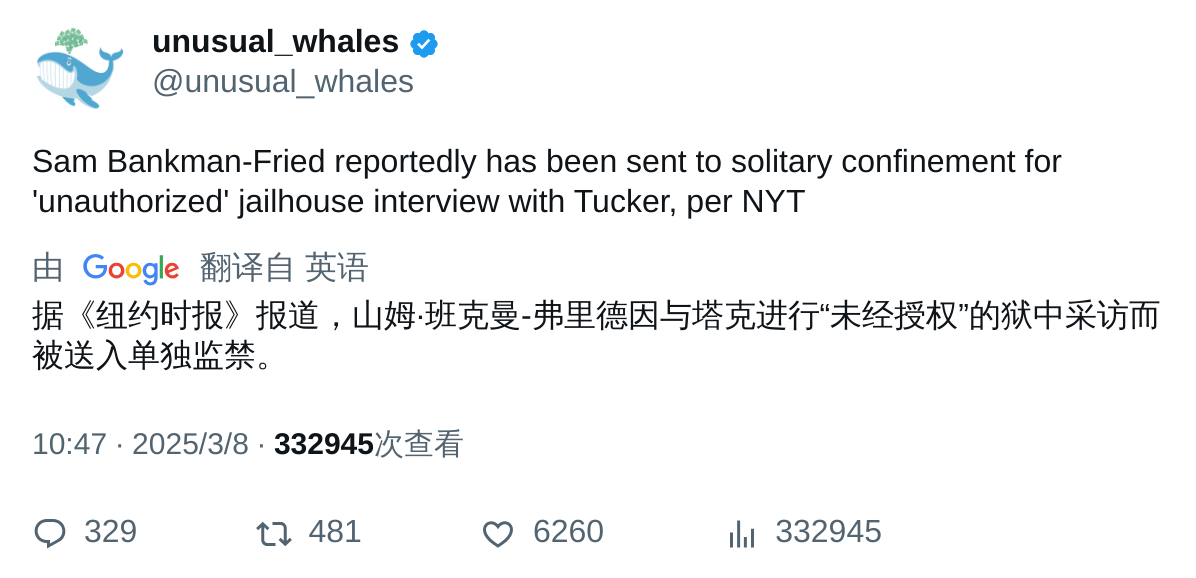 unusual_whales
@unusual_whales
Sam Bankman-Fried reportedly has been sent to solitary confinement for
'unauthorized' jailhouse interview with Tucker, per NYT
由 Google 翻译自 英语
据《纽约时报》报道，山姆·班克曼-弗里德因与塔克进行“未经授权”的狱中采访而
被送入单独监禁。
10:47 · 2025/3/8 · 332945次查看
329 481 6260 332945